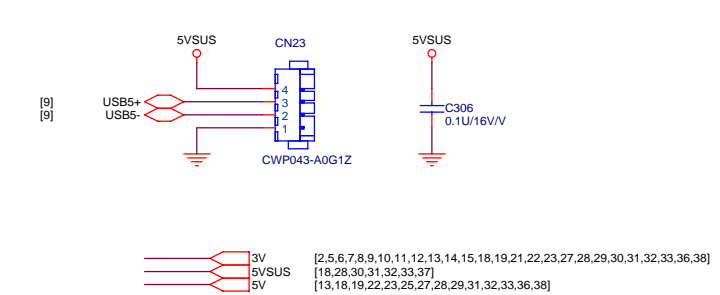 5VSUS CN23 5VSUS
4
[9] USB5+ 3
[9] USB5- 2
1
C306
0.1U/16V/V
CWP043-A0G1Z
3V [2,5,6,7,8,9,10,11,12,13,14,15,18,19,21,22,23,27,28,29,30,31,32,33,36,38]
5VSUS [18,28,30,31,32,33,37]
5V [13,18,19,22,23,25,27,28,29,31,32,33,36,38]